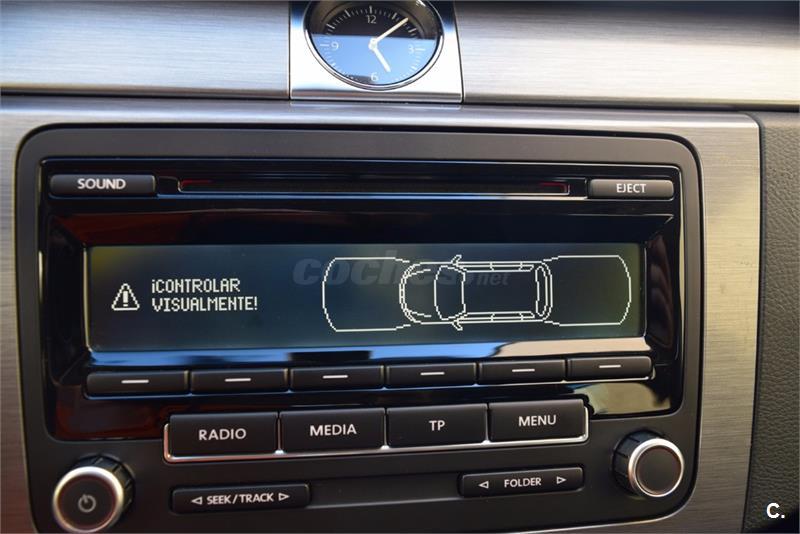 12
9
3
6
SOUND
EJECT
coches.net
¡CONTROLAR
VISUALMENTE!
RADIO
MEDIA
TP
MENU
SEEK/TRACK
FOLDER
C.